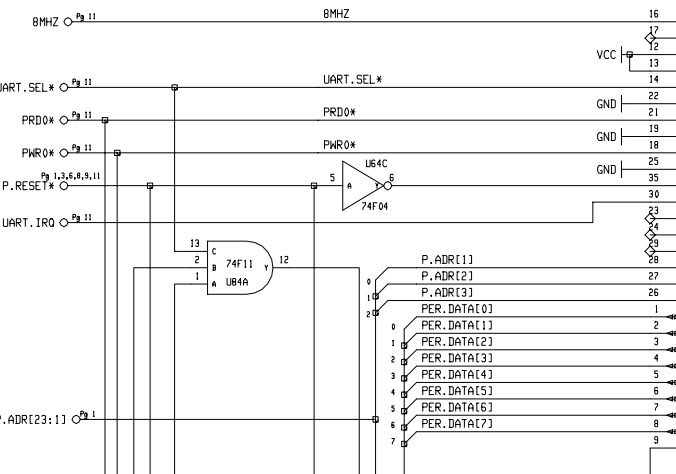 8MHZ Pg 11 8MHZ 16
17
VCC 12
13
UART.SEL* Pg 11 UART.SEL* 14
GND 22
PRD0* Pg 11 PRD0* 21
GND 19
PWR0* Pg 11 PWR0* 18
GND 25
P.RESET* Pg 1,3,6,8,9,11 5 A U64C Y 6 35
74F04
30
UART.IRQ Pg 11
23
24
29
13 C
2 B 74F11 Y 12
1 A U84A
P.ADR[1] 28
0 P.ADR[2] 27
1 P.ADR[3] 26
2 PER.DATA[0] 1
0 PER.DATA[1] 2
1 PER.DATA[2] 3
2 PER.DATA[3] 4
3 PER.DATA[4] 5
4 PER.DATA[5] 6
5 PER.DATA[6] 7
6 PER.DATA[7] 8
7 9
P.ADR[23:1] Pg 1